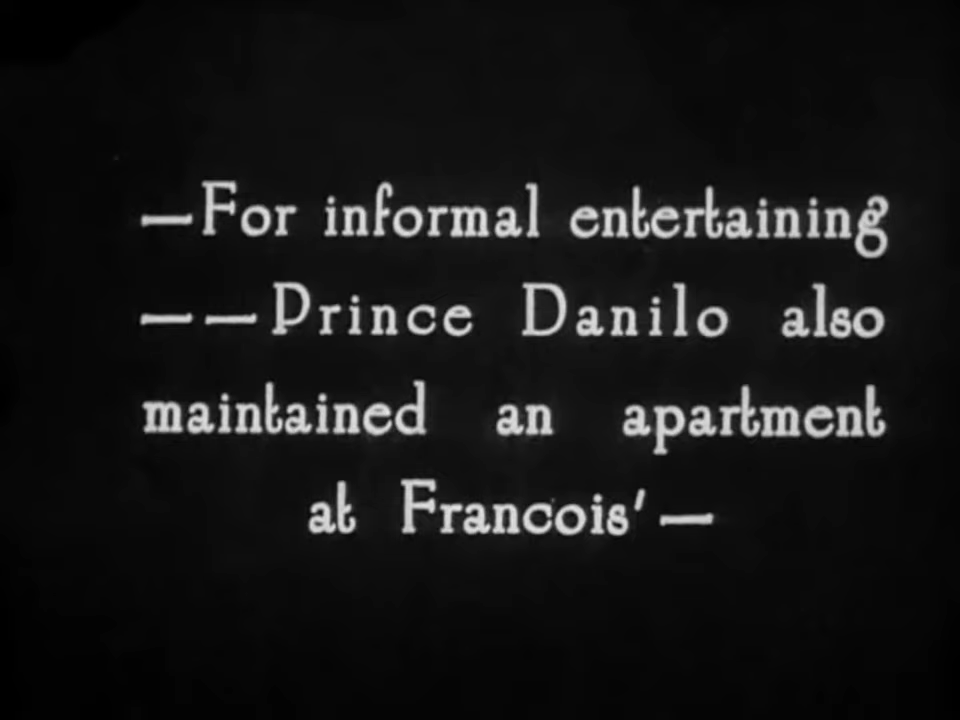 —For informal entertaining
——Prince Danilo also
maintained an apartment
at Francois'—